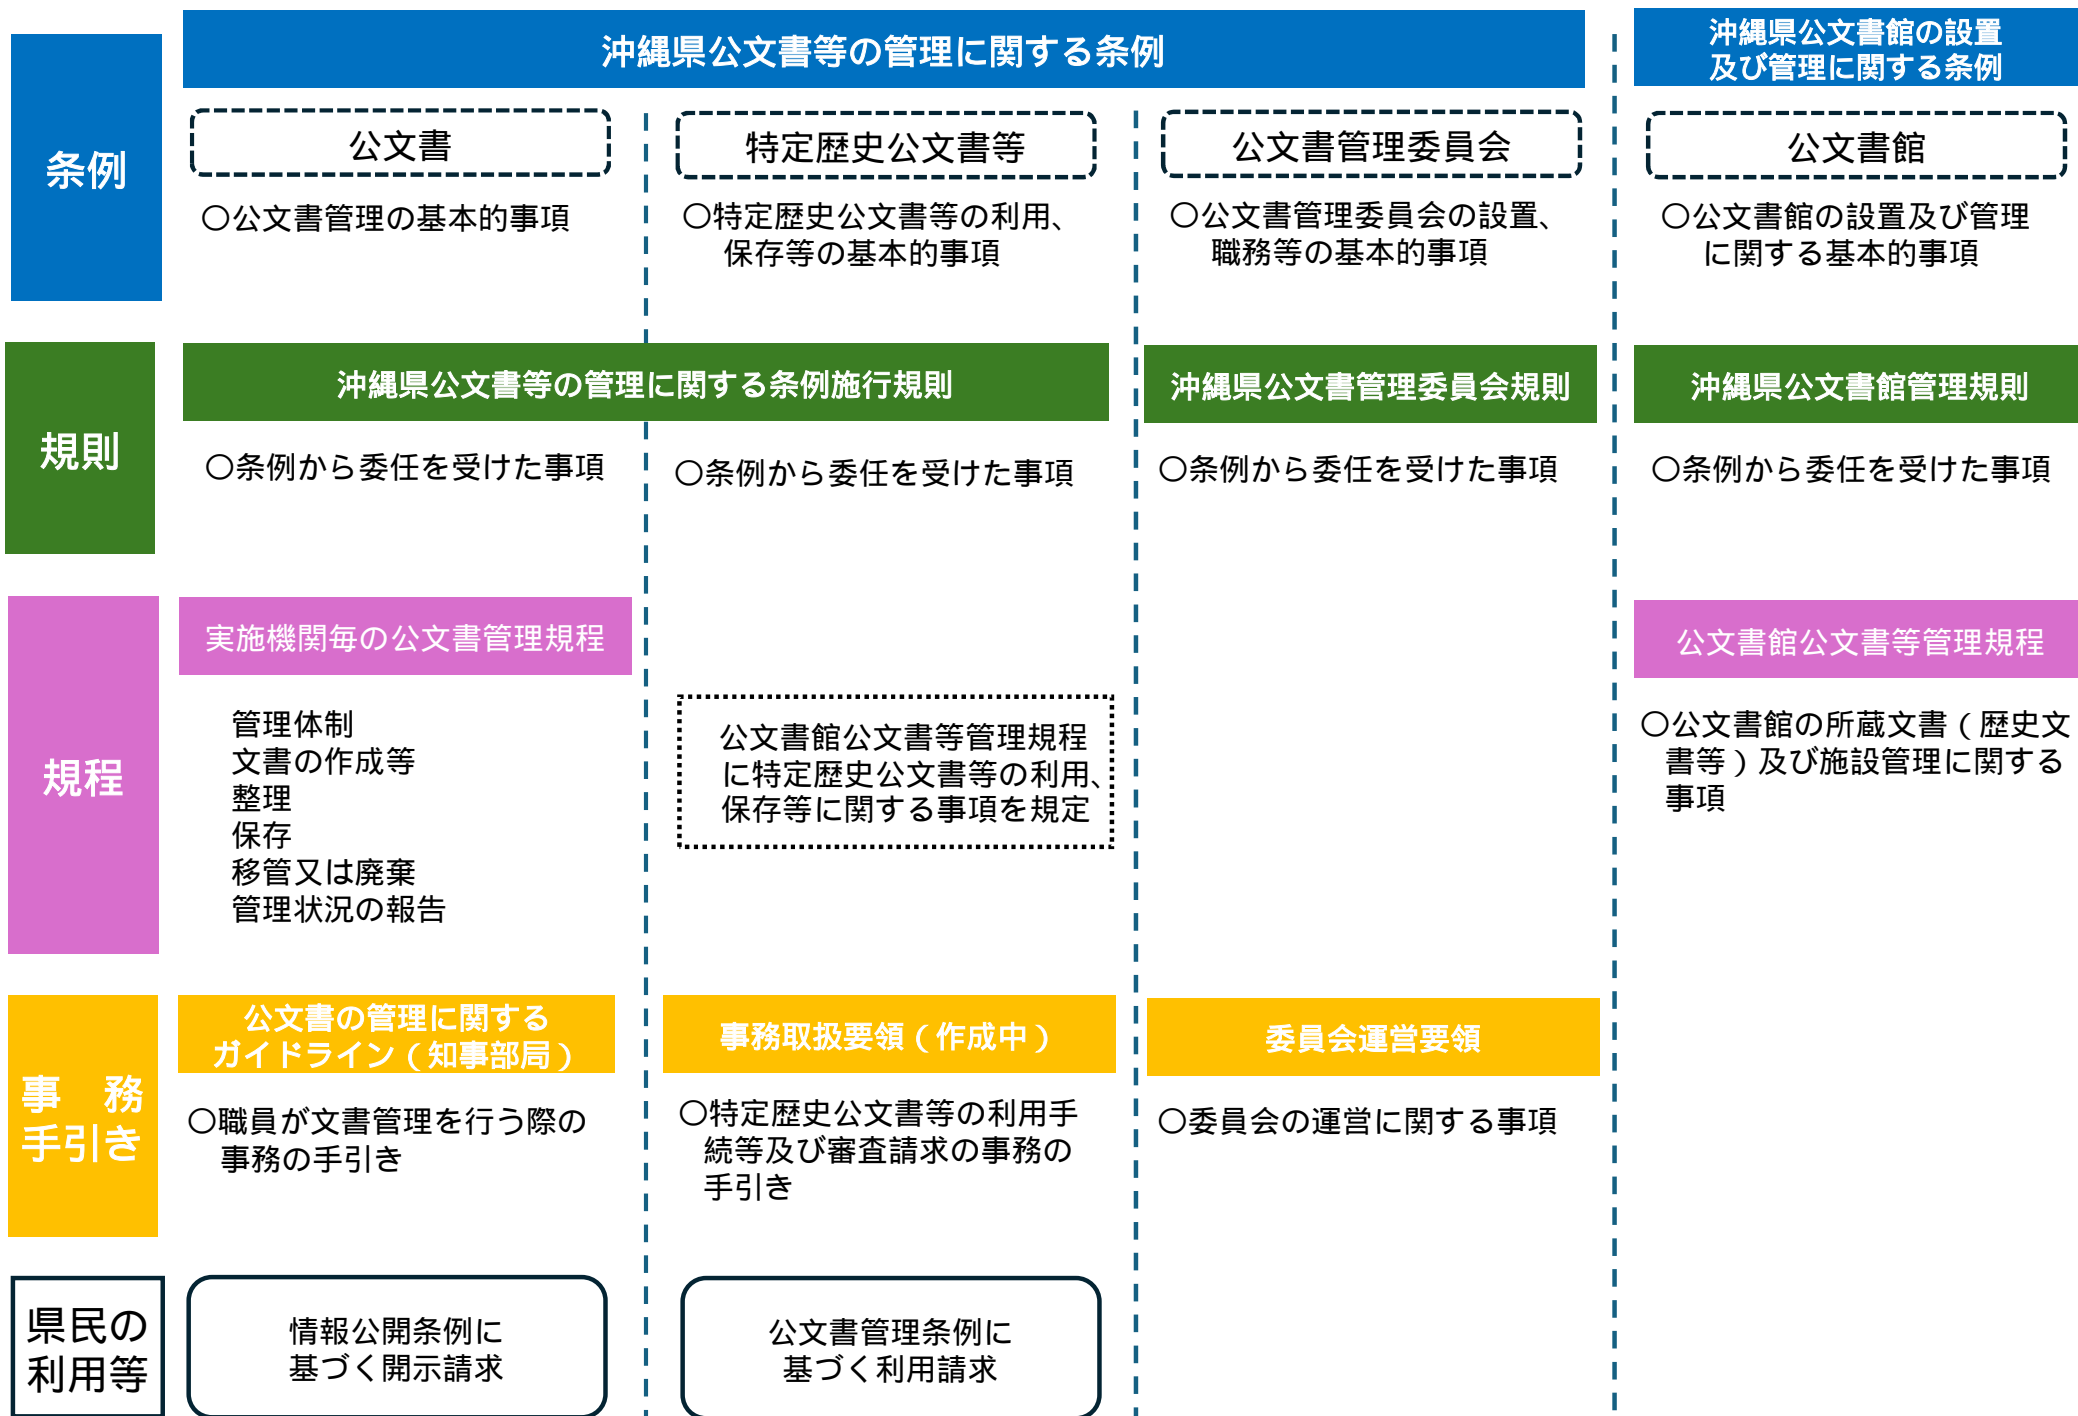 沖縄県公文書等の管理に関する条例
沖縄県公文書館の設置
及び管理に関する条例
条例
公文書
特定歴史公文書等
公文書管理委員会
公文書館
〇公文書管理の基本的事項
〇特定歴史公文書等の利用、
保存等の基本的事項
〇公文書管理委員会の設置、
職務等の基本的事項
〇公文書館の設置及び管理
に関する基本的事項
規則
沖縄県公文書等の管理に関する条例施行規則
沖縄県公文書管理委員会規則
沖縄県公文書館管理規則
〇条例から委任を受けた事項
〇条例から委任を受けた事項
〇条例から委任を受けた事項
〇条例から委任を受けた事項
規程
実施機関毎の公文書管理規程
公文書館公文書等管理規程
管理体制
文書の作成等
整理
保存
移管又は廃棄
管理状況の報告
公文書館公文書等管理規程
に特定歴史公文書等の利用、
保存等に関する事項を規定
〇公文書館の所蔵文書（歴史文
書等）及び施設管理に関する
事項
事　務
手引き
公文書の管理に関する
ガイドライン（知事部局）
事務取扱要領（作成中）
委員会運営要領
〇職員が文書管理を行う際の
事務の手引き
〇特定歴史公文書等の利用手
続等及び審査請求の事務の
手引き
〇委員会の運営に関する事項
県民の
利用等
情報公開条例に
基づく開示請求
公文書管理条例に
基づく利用請求